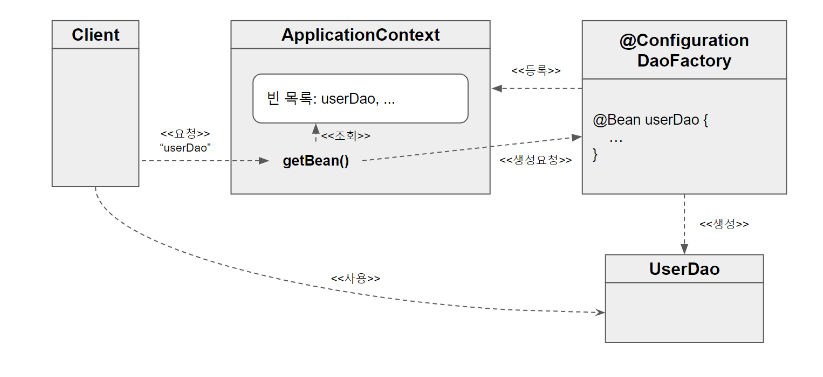 Client
ApplicationContext
@Configuration
DaoFactory
<<등록>>
빈 목록: userDao, ...
<<요청>>
“userDao”
<<조회>>
getBean()
<<생성요청>>
@Bean userDao {
...
}
<<생성>>
UserDao
<<사용>>